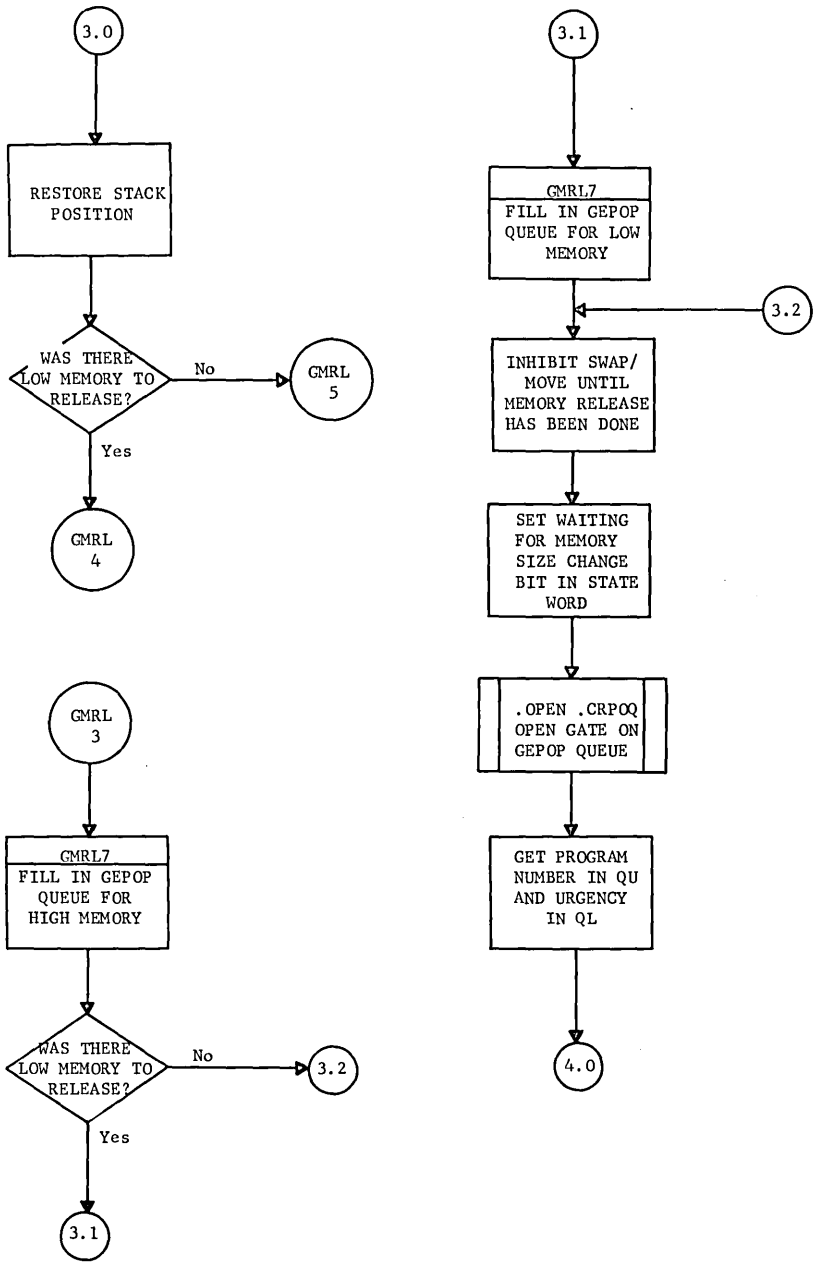 3.0
RESTORE STACK
POSITION
WAS THERE
LOW MEMORY TO
RELEASE?
No
GMRL
5
Yes
GMRL
4
GMRL
3
GMRL7
FILL IN GEPOP
QUEUE FOR
HIGH MEMORY
WAS THERE
LOW MEMORY TO
RELEASE?
No
3.2
Yes
3.1
3.1
GMRL7
FILL IN GEPOP
QUEUE FOR LOW
MEMORY
3.2
INHIBIT SWAP/
MOVE UNTIL
MEMORY RELEASE
HAS BEEN DONE
SET WAITING
FOR MEMORY
SIZE CHANGE
BIT IN STATE
WORD
.OPEN .CRPOQ
OPEN GATE ON
GEPOP QUEUE
GET PROGRAM
NUMBER IN QU
AND URGENCY
IN QL
4.0